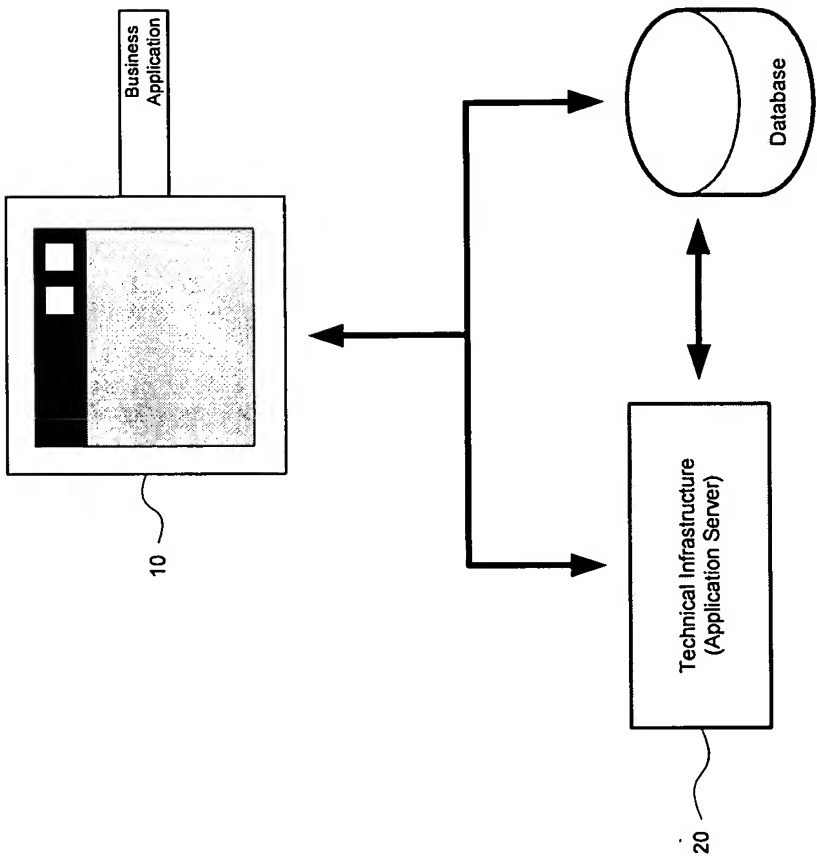 Business
Application
10
Database
Technical Infrastructure
(Application Server)
20